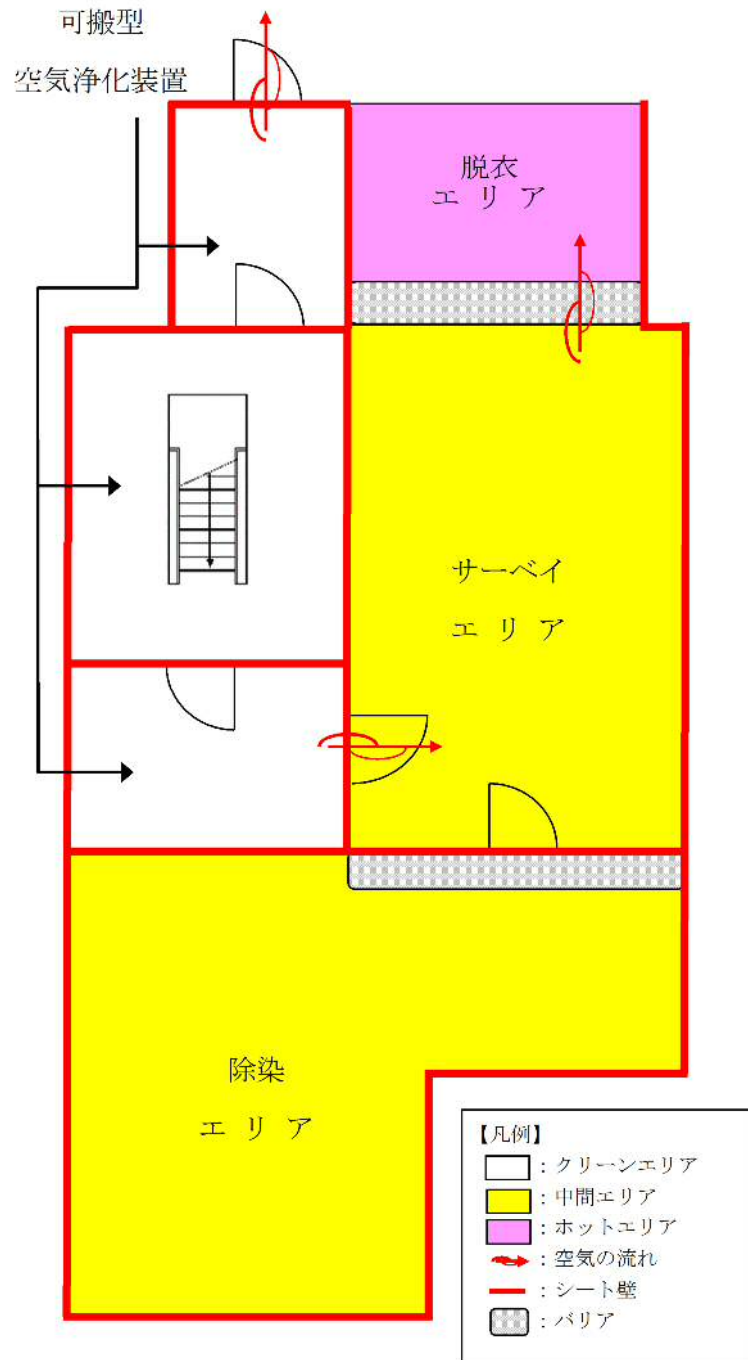 可搬型
空気浄化装置
脱衣
エ リ ア
サーベイ
エ リ ア
除染
エ リ ア
【凡例】
：クリーンエリア
：中間エリア
：ホットエリア
：空気の流れ
：シート壁
：バリア